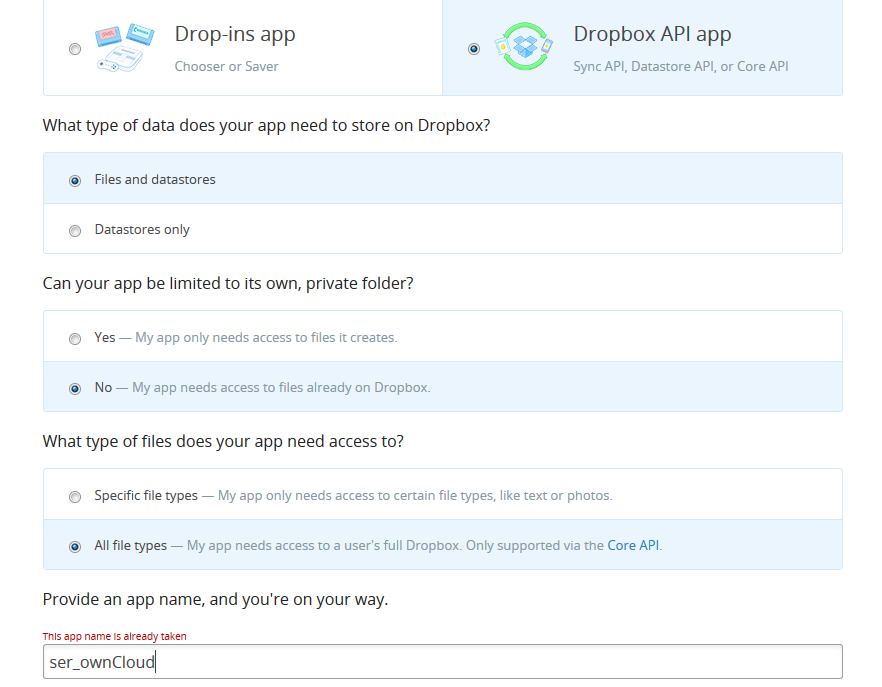 Drop-ins app
Chooser or Saver
Dropbox API app
Sync API, Datastore API, or Core API
What type of data does your app need to store on Dropbox?
Files and datastores
Datastores only
Can your app be limited to its own, private folder?
Yes — My app only needs access to files it creates.
No — My app needs access to files already on Dropbox.
What type of files does your app need access to?
Specific file types — My app only needs access to certain file types, like text or photos.
All file types — My app needs access to a user's full Dropbox. Only supported via the Core API.
Provide an app name, and you're on your way.
This app name is already taken
ser_ownCloud